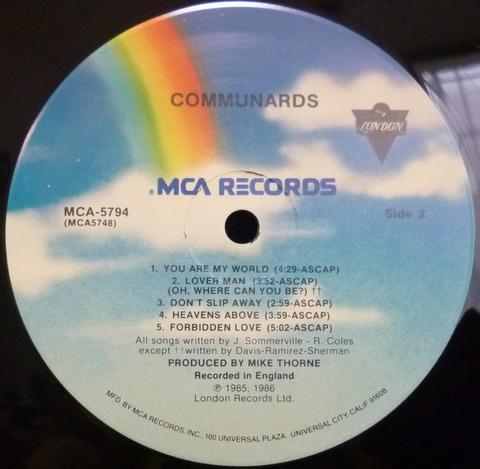 COMMUNARDS
LONDON
® MCA RECORDS
MCA-5794
(MCA5748)
Side 2
1. YOU ARE MY WORLD (4:29-ASCAP)
2. LOVER MAN (3:52-ASCAP)
(OH, WHERE CAN YOU BE?) ††
3. DON'T SLIP AWAY (2:59-ASCAP)
4. HEAVENS ABOVE (3:59-ASCAP)
5. FORBIDDEN LOVE (5:02-ASCAP)
All songs written by J. Sommerville - R. Coles
except ††written by Davis-Ramirez-Sherman
PRODUCED BY MIKE THORNE
Recorded in England
℗ 1985, 1986
London Records Ltd.
MFD. BY MCA RECORDS, INC., 100 UNIVERSAL PLAZA, UNIVERSAL CITY, CALIF. 91608